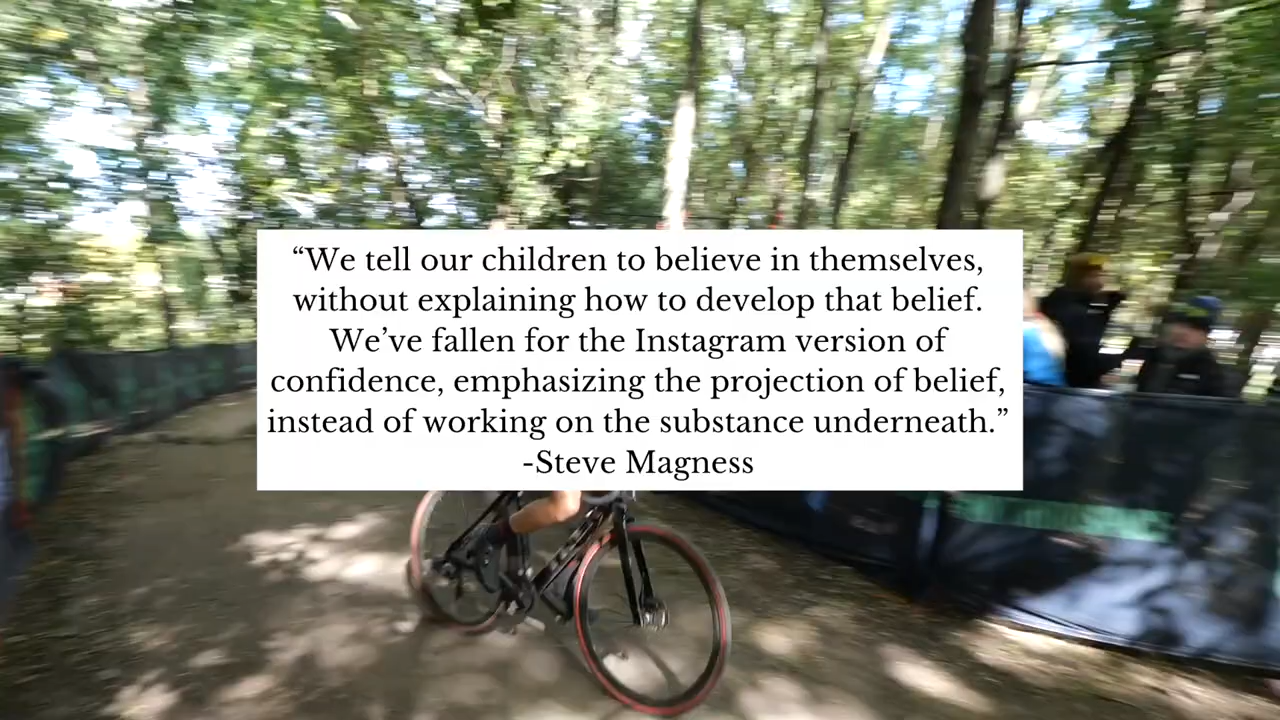 “We tell our children to believe in themselves,
without explaining how to develop that belief.
We’ve fallen for the Instagram version of
confidence, emphasizing the projection of belief,
instead of working on the substance underneath.”
-Steve Magness